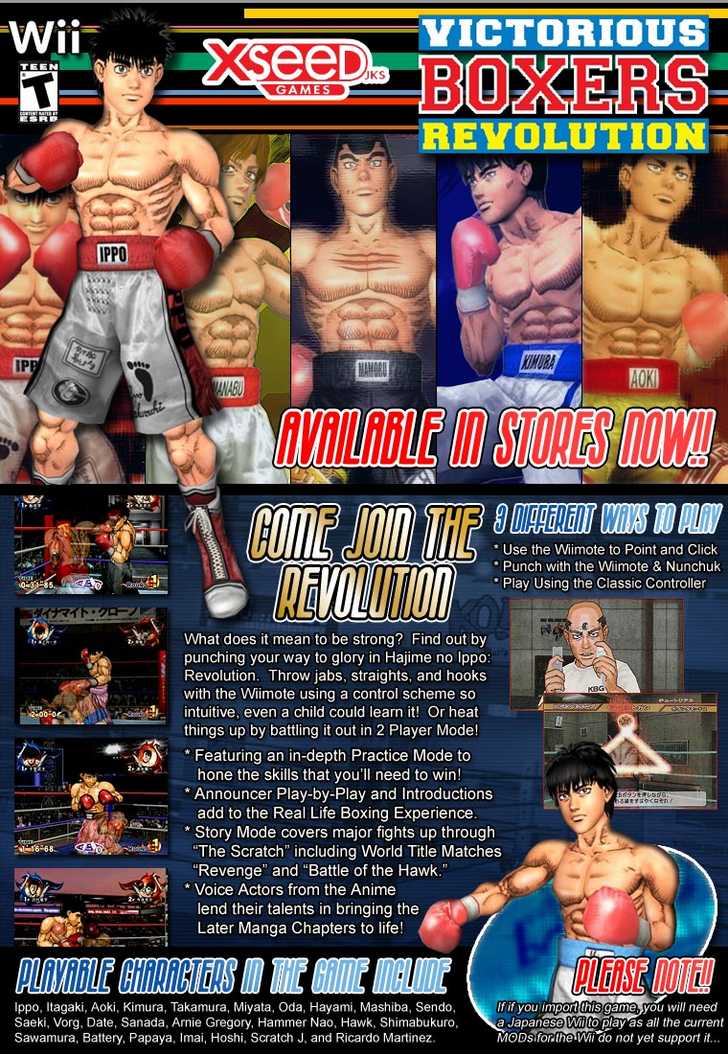 Wii
TEEN
T
CONTENT RATED BY
ESRB
XSEED JKS
GAMES
VICTORIOUS
BOXERS
REVOLUTION
IPPO
IPP
MANABU
MAMORU
KIMURA
AOKI
AVAILABLE IN STORES NOW!!
COME JOIN THE
REVOLUTION
3 DIFFERENT WAYS TO PLAY
* Use the Wiimote to Point and Click
* Punch with the Wiimote & Nunchuk
* Play Using the Classic Controller
What does it mean to be strong? Find out by
punching your way to glory in Hajime no Ippo:
Revolution. Throw jabs, straights, and hooks
with the Wiimote using a control scheme so
intuitive, even a child could learn it! Or heat
things up by battling it out in 2 Player Mode!
* Featuring an in-depth Practice Mode to
hone the skills that you'll need to win!
* Announcer Play-by-Play and Introductions
add to the Real Life Boxing Experience.
* Story Mode covers major fights up through
"The Scratch" including World Title Matches
"Revenge" and "Battle of the Hawk."
* Voice Actors from the Anime
lend their talents in bringing the
Later Manga Chapters to life!
KBG
PLAYABLE CHARACTERS IN THE GAME INCLUDE
Ippo, Itagaki, Aoki, Kimura, Takamura, Miyata, Oda, Hayami, Mashiba, Sendo,
Saeki, Vorg, Date, Sanada, Arnie Gregory, Hammer Nao, Hawk, Shimabukuro,
Sawamura, Battery, Papaya, Imai, Hoshi, Scratch J, and Ricardo Martinez.
PLEASE NOTE!!
If if you import this game, you will need
a Japanese Wii to play as all the current
MODs for the Wii do not yet support it...